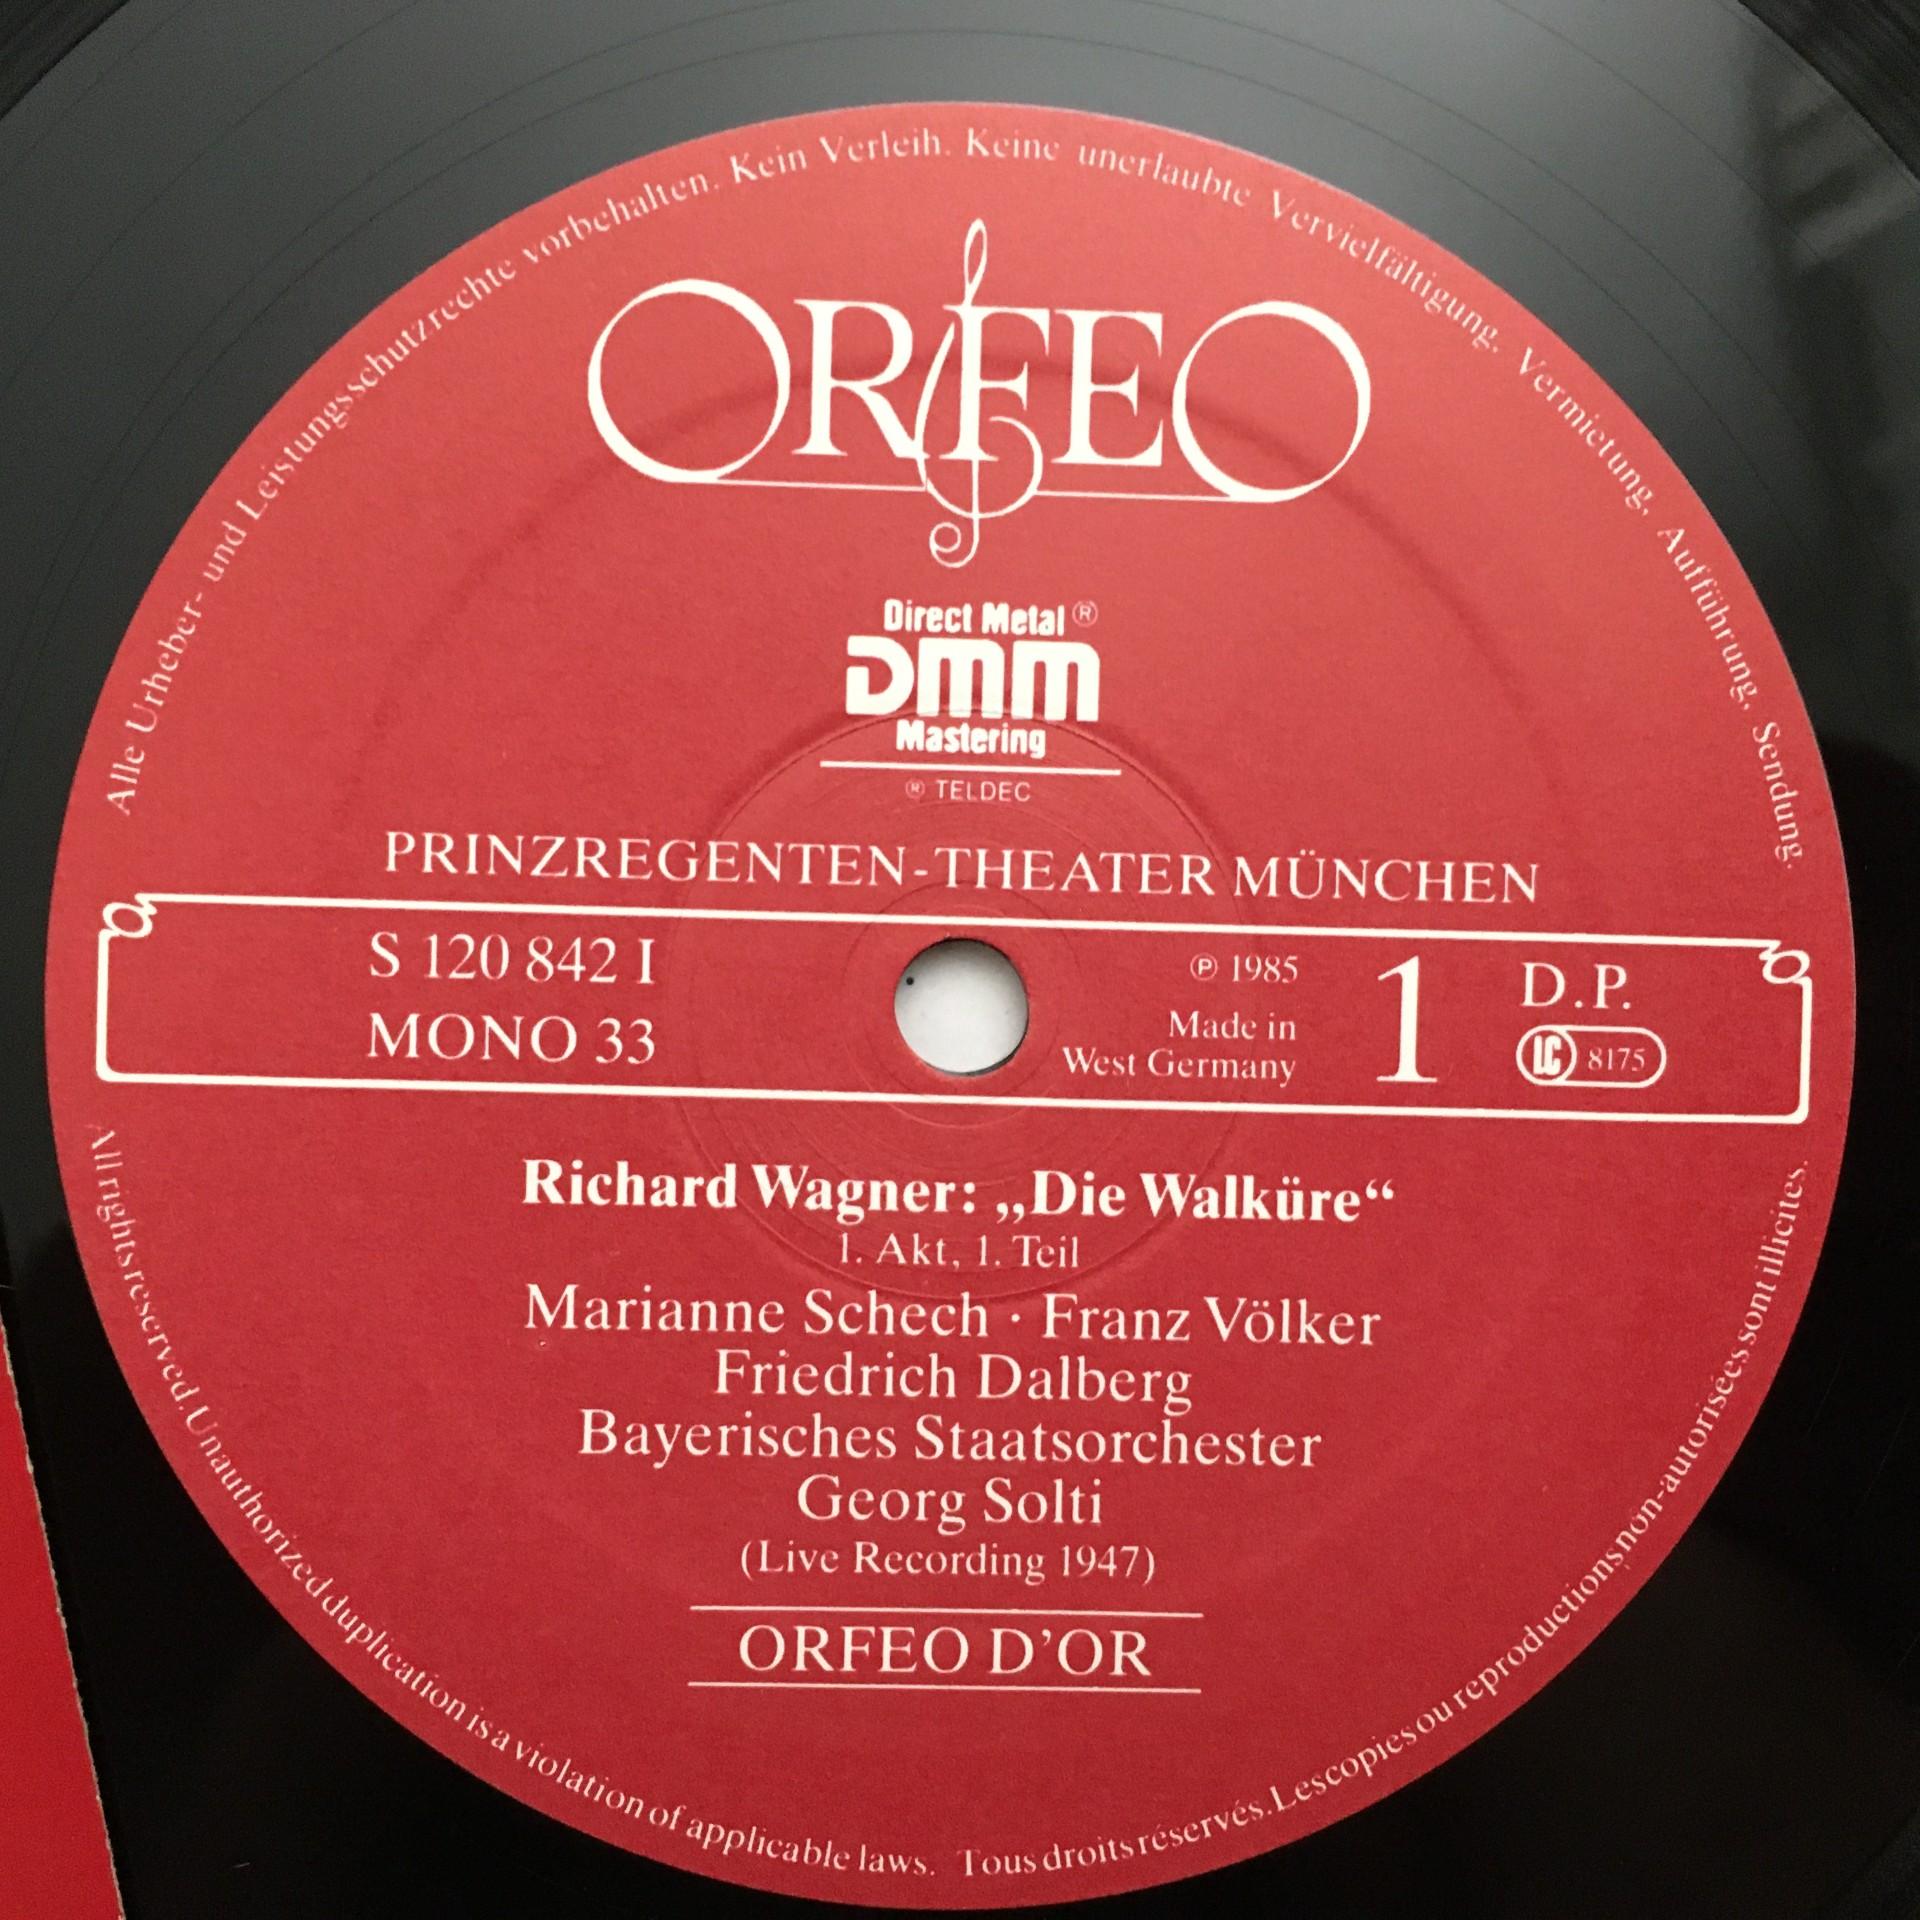 Alle Urheber- und Leistungsschutzrechte vorbehalten. Kein Verleih. Keine unerlaubte Vervielfältigung, Vermietung, Aufführung, Sendung.
ORFEO
Direct Metal ®
DMM
Mastering
® TELDEC
PRINZREGENTEN-THEATER MÜNCHEN
S 120 842 I
MONO 33
℗ 1985
Made in
West Germany
1
D.P.
LC 8175
Richard Wagner: „Die Walküre“
1. Akt, 1. Teil
Marianne Schech · Franz Völker
Friedrich Dalberg
Bayerisches Staatsorchester
Georg Solti
(Live Recording 1947)
ORFEO D'OR
All rights reserved. Unauthorized duplication is a violation of applicable laws. Tous droits réservés. Les copies ou reproductions non-autorisées sont illicites.